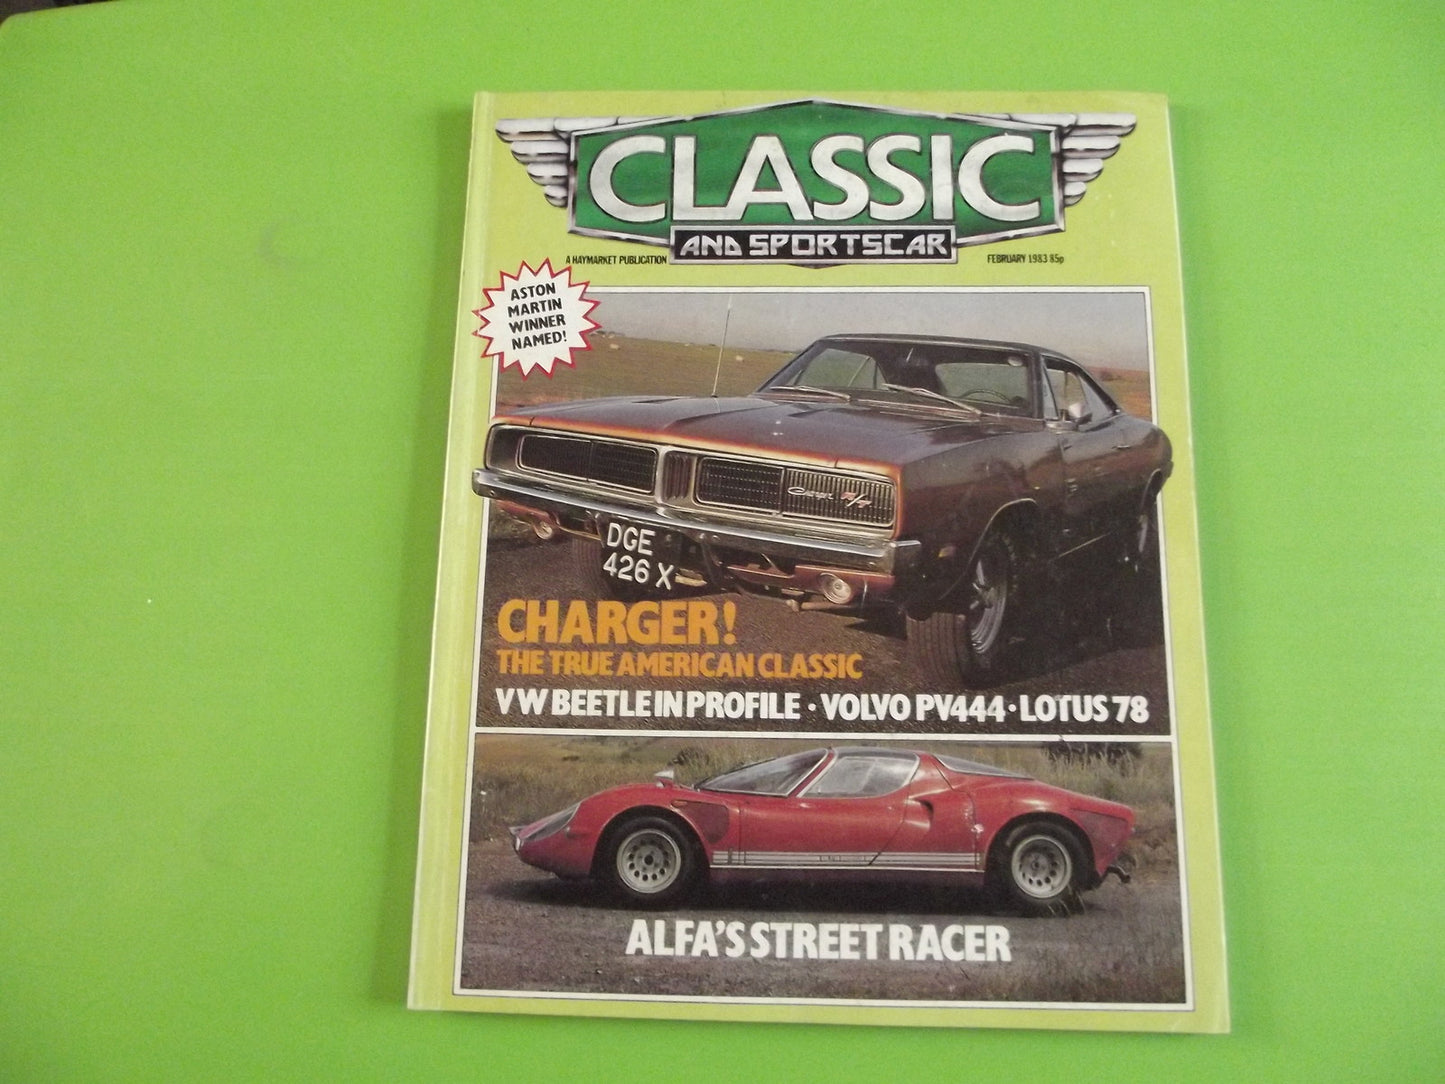 CLASSIC
AND SPORTSCAR
A HAYMARKET PUBLICATION
FEBRUARY 1983 85p
ASTON
MARTIN
WINNER
NAMED!
Charger R/T
DGE
426 X
CHARGER!
THE TRUE AMERICAN CLASSIC
VW BEETLE IN PROFILE · VOLVO PV444 · LOTUS 78
ALFA'S STREET RACER